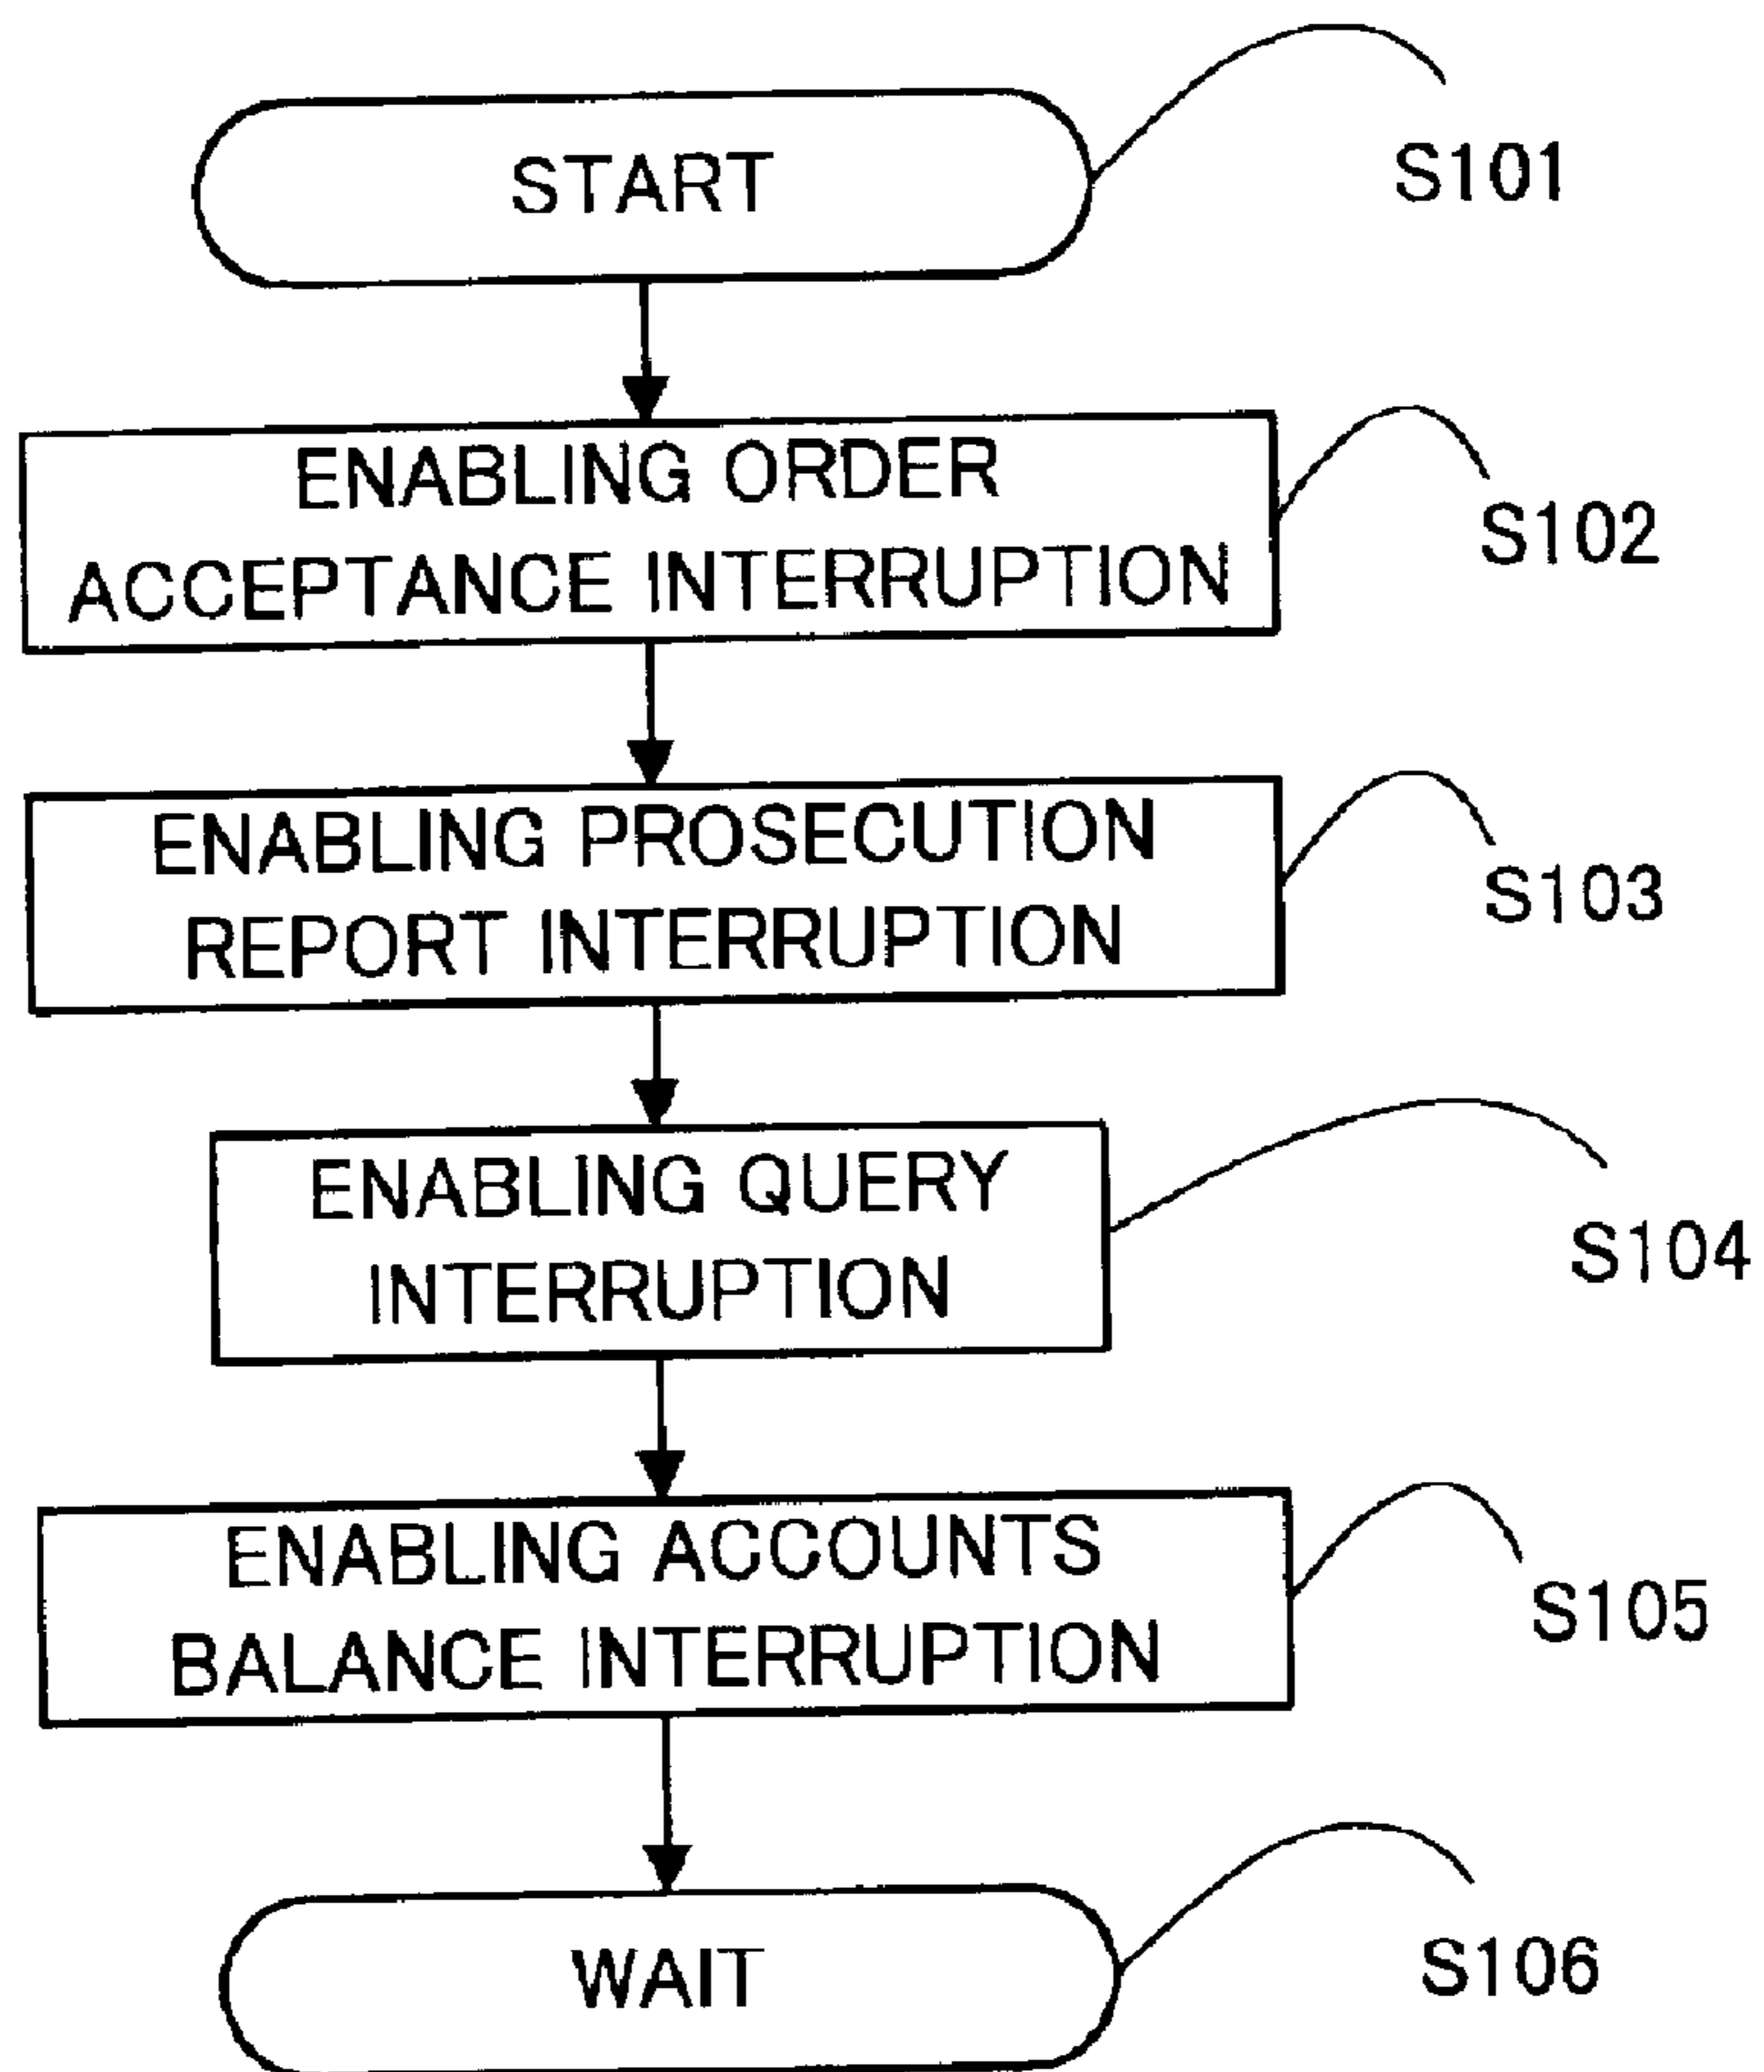 START
S101
ENABLING ORDER
ACCEPTANCE INTERRUPTION
S102
ENABLING PROSECUTION
REPORT INTERRUPTION
S103
ENABLING QUERY
INTERRUPTION
S104
ENABLING ACCOUNTS
BALANCE INTERRUPTION
S105
WAIT
S106